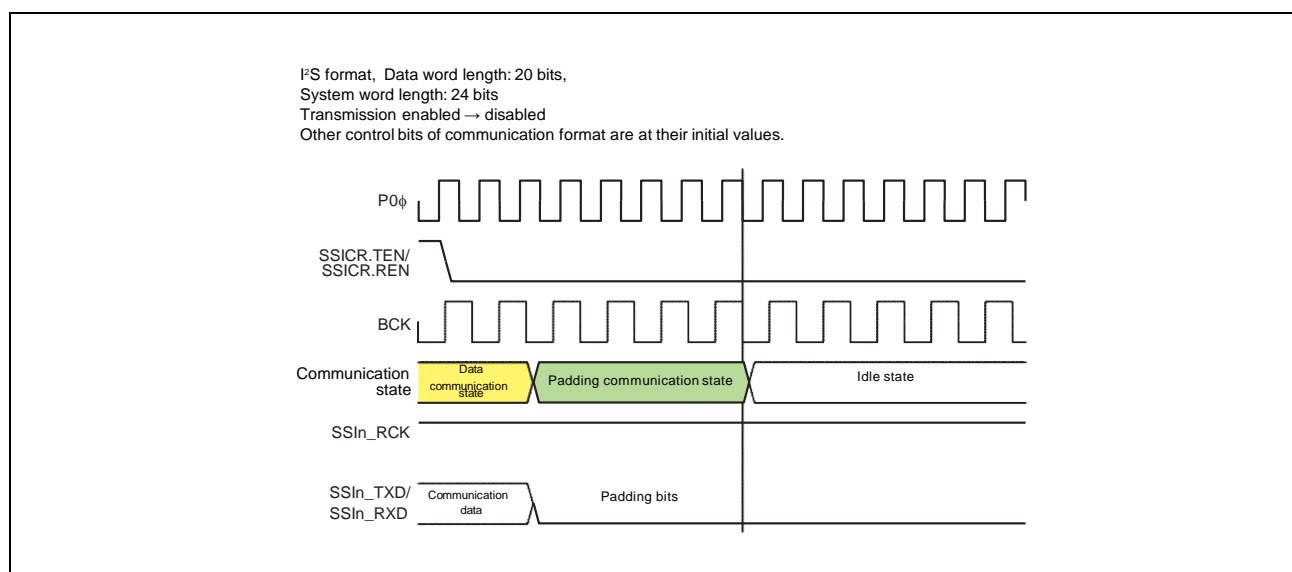 I²S format, Data word length: 20 bits,
System word length: 24 bits
Transmission enabled → disabled
Other control bits of communication format are at their initial values.
P0ϕ
SSICR.TEN/
SSICR.REN
BCK
Communication
state
Data
communication
state
Padding communication state
Idle state
SSIn_RCK
SSIn_TXD/
SSIn_RXD
Communication
data
Padding bits